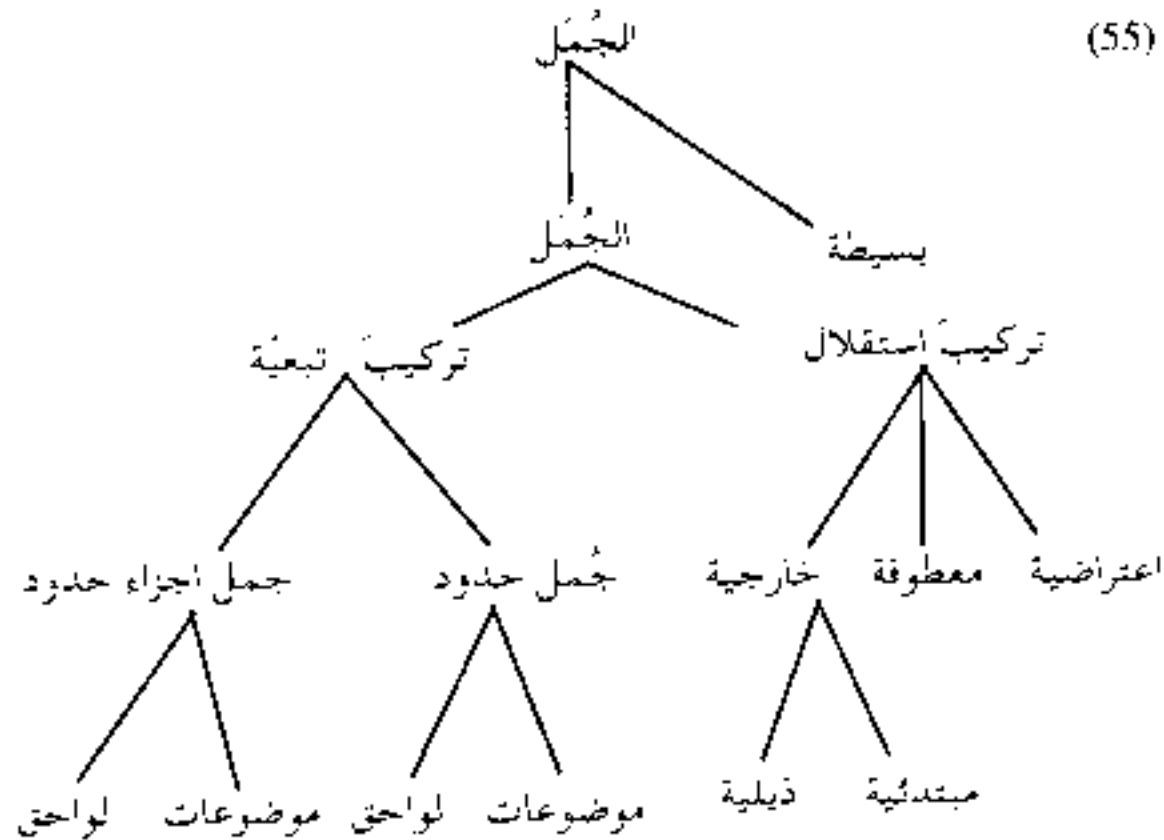 (55)
الجُمَل
الجُمَل بسيطة
تركيبَ استقلال تركيبَ تبعيّة
اعتراضية معطوفة خارجية جُمل حدود جمل اجزاء حدود
مبتدئية ذيلية موضوعات لواحق موضوعات لواحق